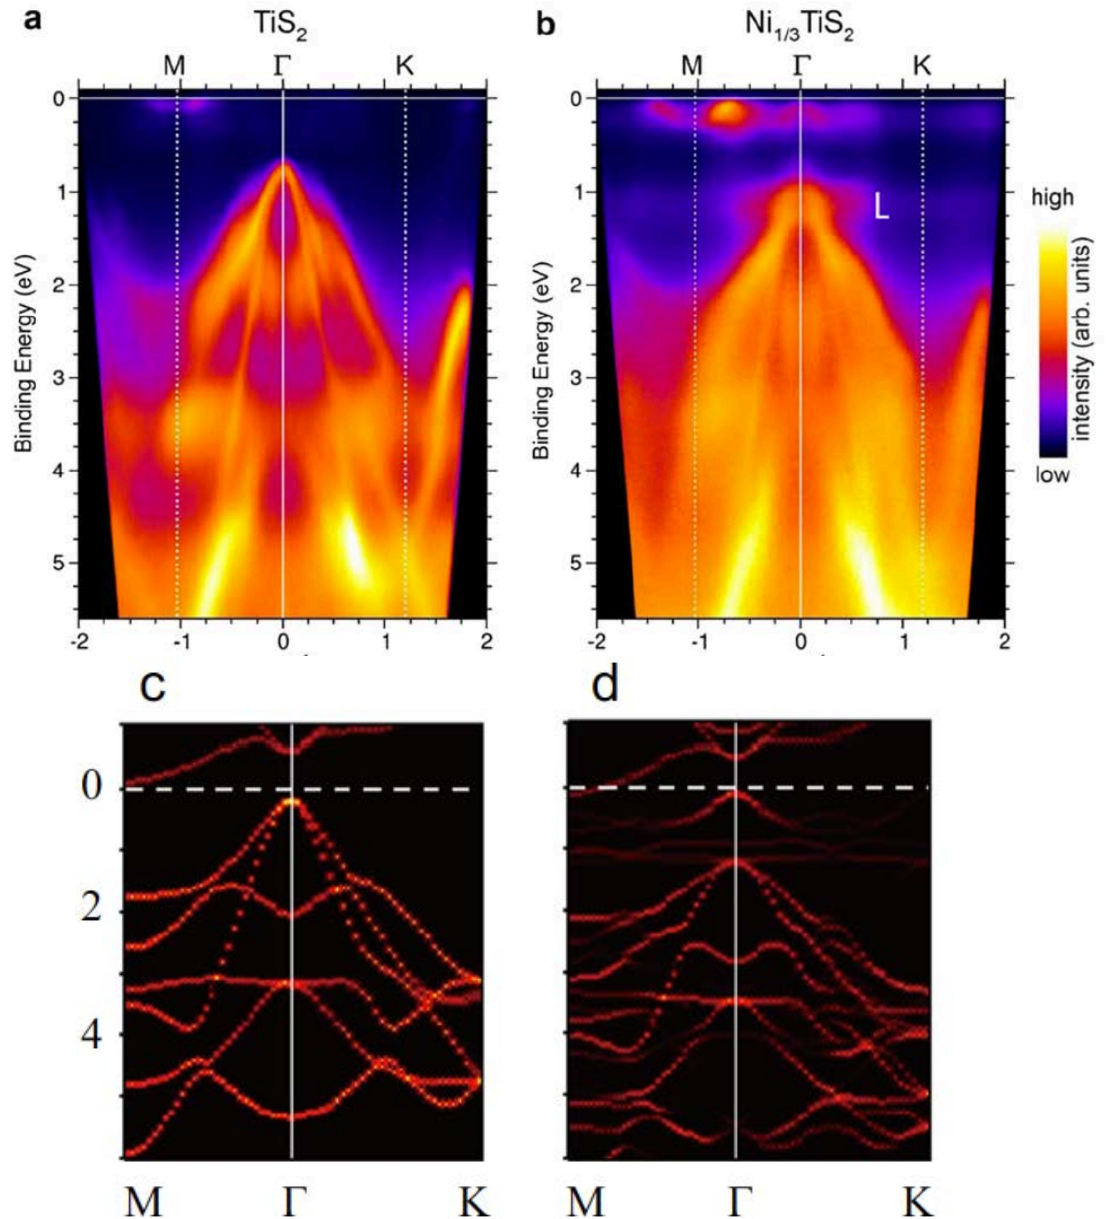 a TiS2 b Ni1/3TiS2
M Γ K M Γ K
0 0
1 1
L
high
2 2
Binding Energy (eV) Binding Energy (eV) intensity (arb. units)
3 3
4 4
low
5 5
-2 -1 0 1 2 -2 -1 0 1 2
c d
0
2
4
M Γ K M Γ K